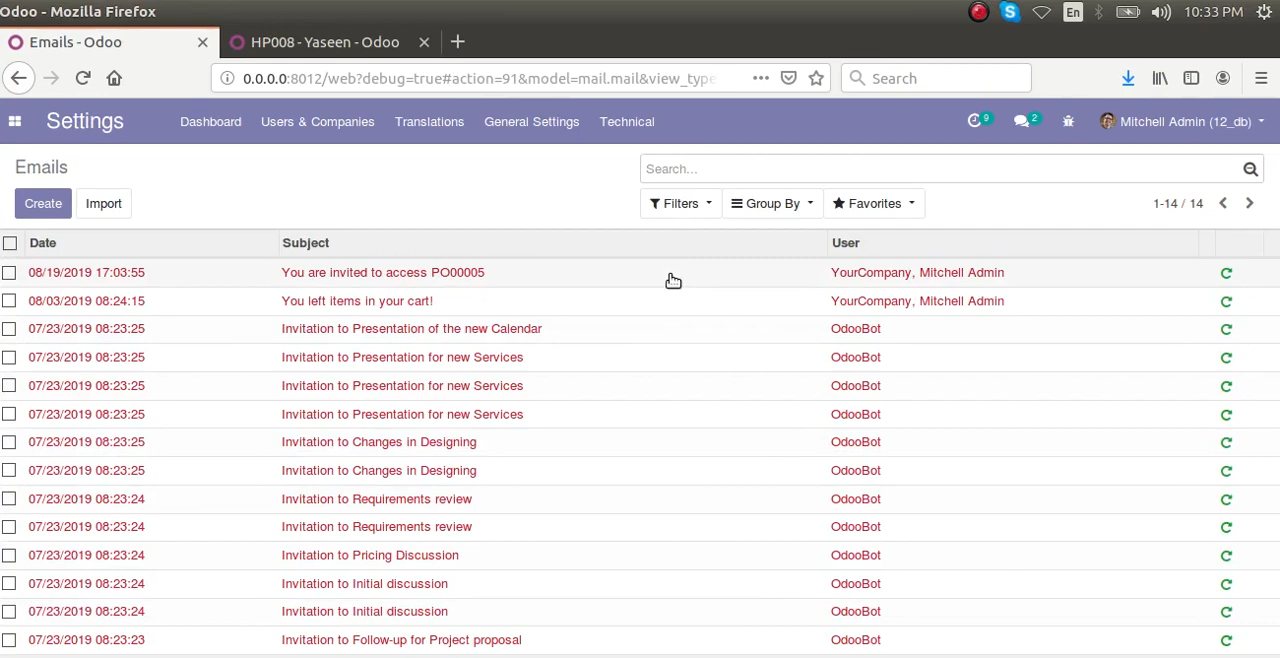 Odoo - Mozilla Firefox
En
10:33 PM
Emails - Odoo
HP008 - Yaseen - Odoo
0.0.0.0:8012/web?debug=true#action=91&model=mail.mail&view_type
Search
Settings Dashboard Users & Companies Translations General Settings Technical
9
2
Mitchell Admin (12_db)
Emails
Search...
Create Import
Filters Group By Favorites
1-14 / 14
Date Subject User
08/19/2019 17:03:55 You are invited to access PO00005 YourCompany, Mitchell Admin
08/03/2019 08:24:15 You left items in your cart! YourCompany, Mitchell Admin
07/23/2019 08:23:25 Invitation to Presentation of the new Calendar OdooBot
07/23/2019 08:23:25 Invitation to Presentation for new Services OdooBot
07/23/2019 08:23:25 Invitation to Presentation for new Services OdooBot
07/23/2019 08:23:25 Invitation to Presentation for new Services OdooBot
07/23/2019 08:23:25 Invitation to Changes in Designing OdooBot
07/23/2019 08:23:25 Invitation to Changes in Designing OdooBot
07/23/2019 08:23:24 Invitation to Requirements review OdooBot
07/23/2019 08:23:24 Invitation to Requirements review OdooBot
07/23/2019 08:23:24 Invitation to Pricing Discussion OdooBot
07/23/2019 08:23:24 Invitation to Initial discussion OdooBot
07/23/2019 08:23:24 Invitation to Initial discussion OdooBot
07/23/2019 08:23:23 Invitation to Follow-up for Project proposal OdooBot